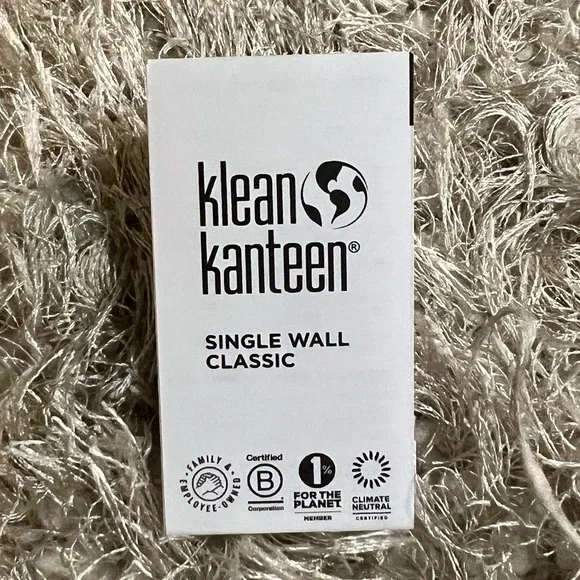 klean
kanteen®
SINGLE WALL
CLASSIC
FAMILY &
EMPLOYEE-OWNED
Certified
B
Corporation
1%
FOR THE
PLANET
MEMBER
CLIMATE
NEUTRAL
CERTIFIED